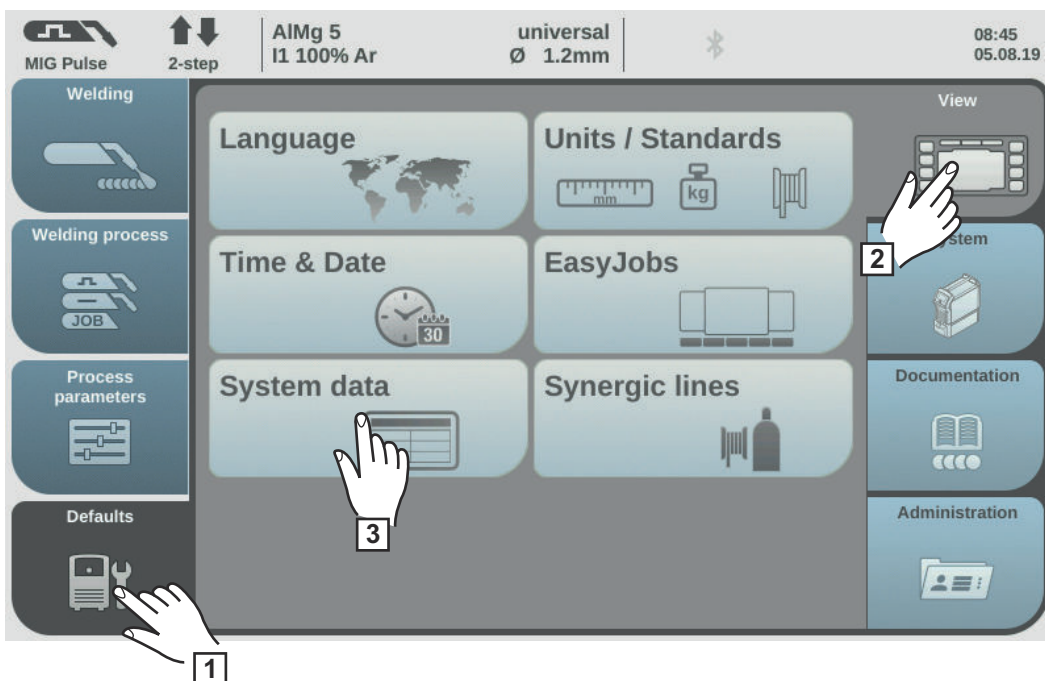 MIG Pulse
2-step
AlMg 5
I1 100% Ar
universal
Ø 1.2mm
08:45
05.08.19
Welding
Welding process
JOB
Process
parameters
Defaults
1
Language
Units / Standards
mm
kg
Time & Date
30
EasyJobs
System data
3
Synergic lines
View
2
stem
Documentation
Administration